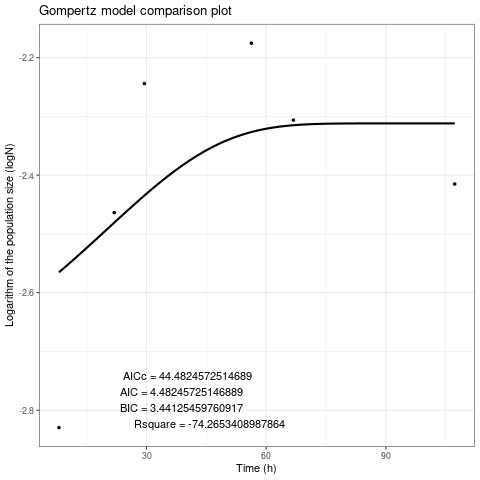 Gompertz model comparison plot
Logarithm of the population size (logN)
-2.2
-2.4
-2.6
-2.8
AICc = 44.4824572514689
AIC = 4.48245725146889
BIC = 3.44125459760917
Rsquare = -74.2653408987864
30
60
90
Time (h)